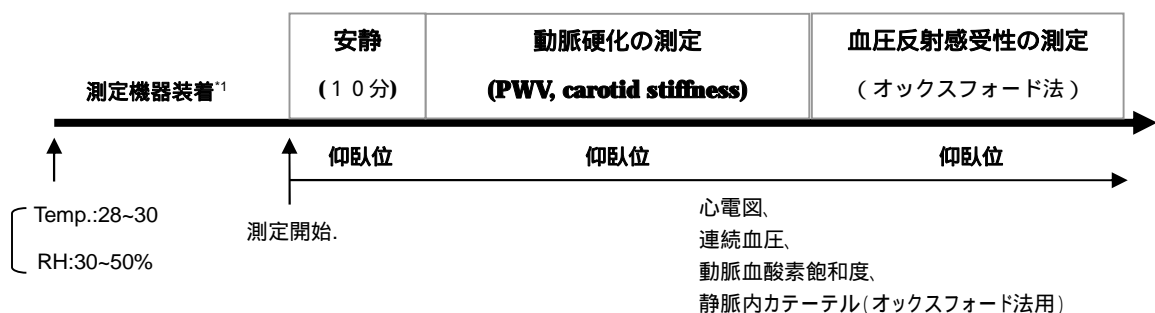 安静
(１０分)
動脈硬化の測定
(PWV, carotid stiffness)
血圧反射感受性の測定
(オックスフォード法)
測定機器装着*1
仰臥位
仰臥位
仰臥位
Temp.:28~30
RH:30~50%
測定開始.
心電図、
連続血圧、
動脈血酸素飽和度、
静脈内カテーテル(オックスフォード法用)